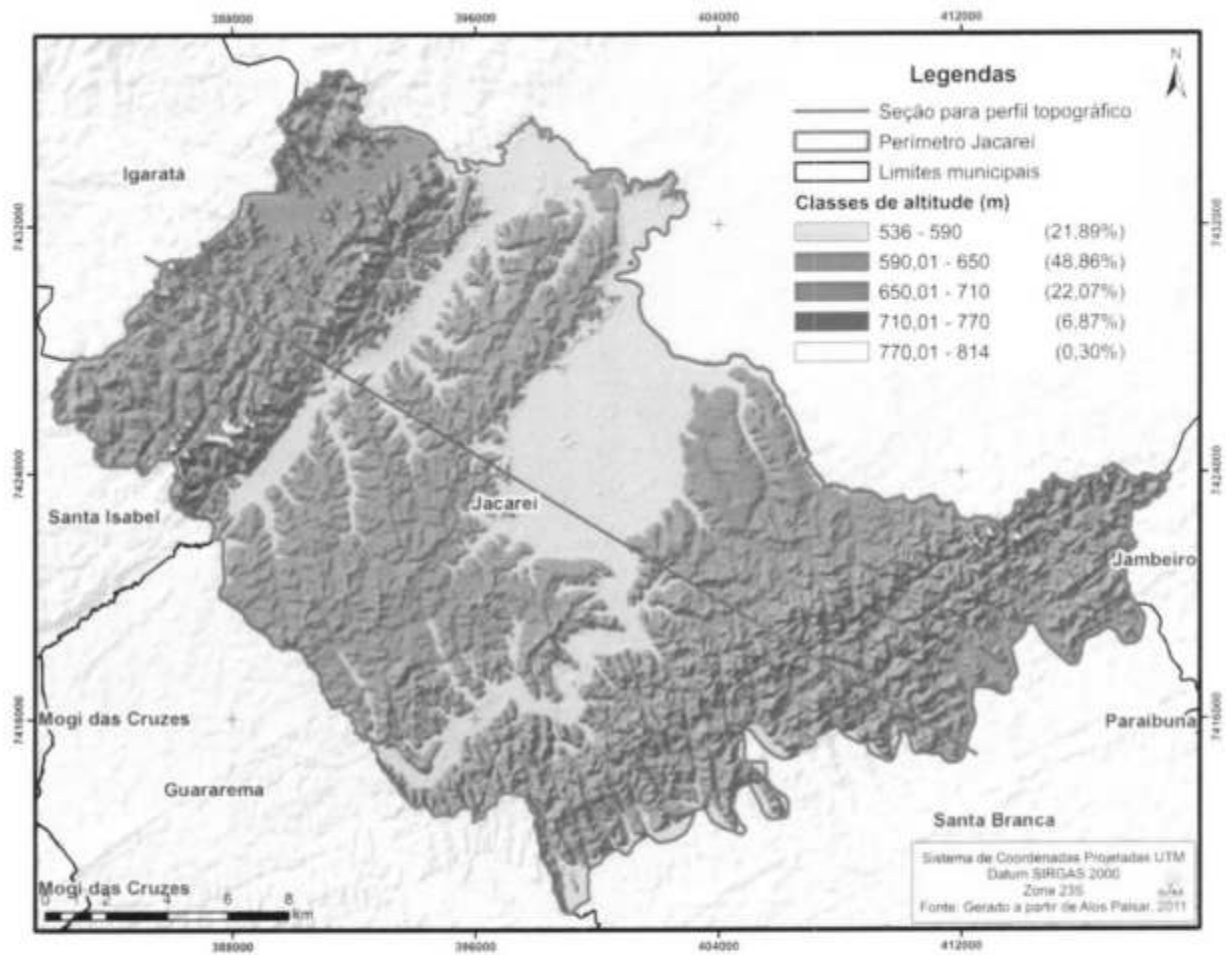 388000 396000 404000 412000
N
Legendas
Seção para perfil topográfico
Perímetro Jacarei
Limites municipais
Classes de altitude (m)
536 - 590 (21,89%)
590,01 - 650 (48,86%)
650,01 - 710 (22,07%)
710,01 - 770 (6,87%)
770,01 - 814 (0,30%)
Igaratá
7432000 7432000
7424000 7424000
Jacarei
Santa Isabel
Jambeiro
7416000 7416000
Mogi das Cruzes
Paraibuna
Guararema
Santa Branca
Mogi das Cruzes
0 1 2 4 6 8 km
Sistema de Coordenadas Projetadas UTM
Datum SIRGAS 2000
Zona 23S
Fonte: Gerado a partir de Alos Palsar, 2011
388000 396000 404000 412000